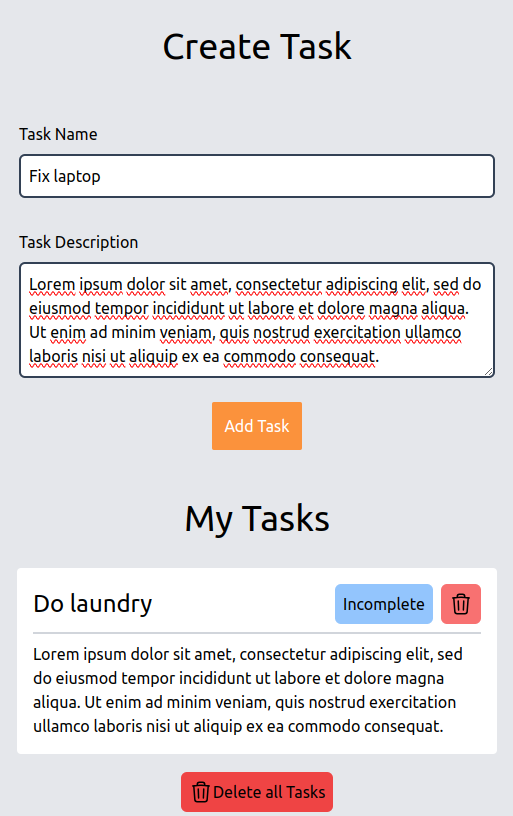 Create Task
Task Name
Fix laptop
Task Description
Lorem ipsum dolor sit amet, consectetur adipiscing elit, sed do
eiusmod tempor incididunt ut labore et dolore magna aliqua.
Ut enim ad minim veniam, quis nostrud exercitation ullamco
laboris nisi ut aliquip ex ea commodo consequat.
Add Task
My Tasks
Do laundry
Incomplete
Lorem ipsum dolor sit amet, consectetur adipiscing elit, sed
do eiusmod tempor incididunt ut labore et dolore magna
aliqua. Ut enim ad minim veniam, quis nostrud exercitation
ullamco laboris nisi ut aliquip ex ea commodo consequat.
Delete all Tasks